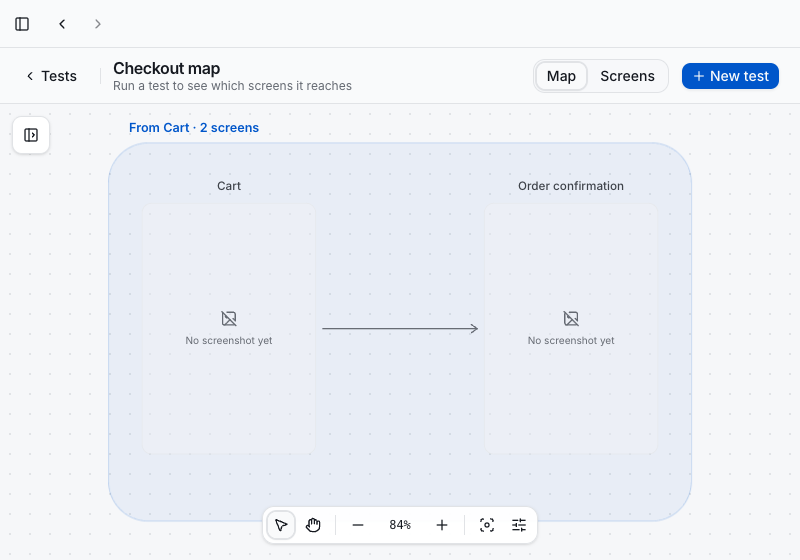 Tests
Checkout map
Run a test to see which screens it reaches
Map
Screens
New test
From Cart · 2 screens
Cart
Order confirmation
No screenshot yet
No screenshot yet
84%